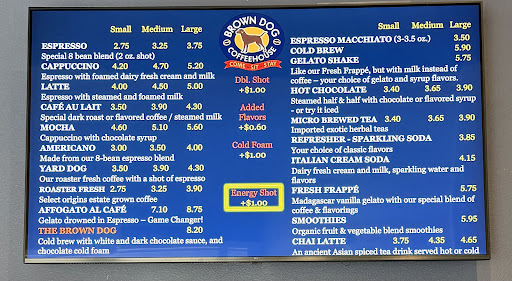 Small Medium Large
ESPRESSO 2.75 3.25 3.75
Special 8 bean blend (2 oz. shot)
CAPPUCCINO 4.20 4.70 5.20
Espresso with foamed dairy fresh cream and milk
LATTE 4.00 4.50 5.00
Espresso with steamed and foamed milk
CAFÉ AU LAIT 3.50 3.90 4.30
Special dark roast or flavored coffee / steamed milk
MOCHA 4.60 5.10 5.60
Cappuccino with chocolate syrup
AMERICANO 3.00 3.50 4.00
Made from our 8-bean espresso blend
YARD DOG 3.50 3.90 4.30
Our roaster fresh coffee with a shot of espresso
ROASTER FRESH 2.75 3.25 3.90
Select origins estate grown coffee
AFFOGATO AL CAFÉ 7.10 8.75
Gelato drowned in Espresso – Game Changer!
THE BROWN DOG 8.20
Cold brew with white and dark chocolate sauce, and
chocolate cold foam
BROWN DOG
COFFEEHOUSE
COME SIT STAY
Dbl. Shot
+$1.00
Added
Flavors
+$0.60
Cold Foam
+$1.00
Energy Shot
+$1.00
Small Medium Large
ESPRESSO MACCHIATO (3-3.5 oz.) 3.50
COLD BREW 5.90
GELATO SHAKE 5.75
Like our Fresh Frappé, but with milk instead of
coffee – your choice of gelato and syrup flavors.
HOT CHOCOLATE 3.40 3.65 3.90
Steamed half & half with chocolate or flavored syrup
- or try it iced
MICRO BREWED TEA 3.40 3.65 3.90
Imported exotic herbal teas
REFRESHER - SPARKLING SODA 3.85
Your choice of classic flavors
ITALIAN CREAM SODA 4.15
Dairy fresh cream and milk, sparkling water and
flavors
FRESH FRAPPÉ 5.75
Madagascar vanilla gelato with our special blend of
coffee & flavorings
SMOOTHIES 5.95
Organic fruit & vegetable blend smoothies
CHAI LATTE 3.75 4.35 4.65
An ancient Asian spiced tea drink served hot or cold